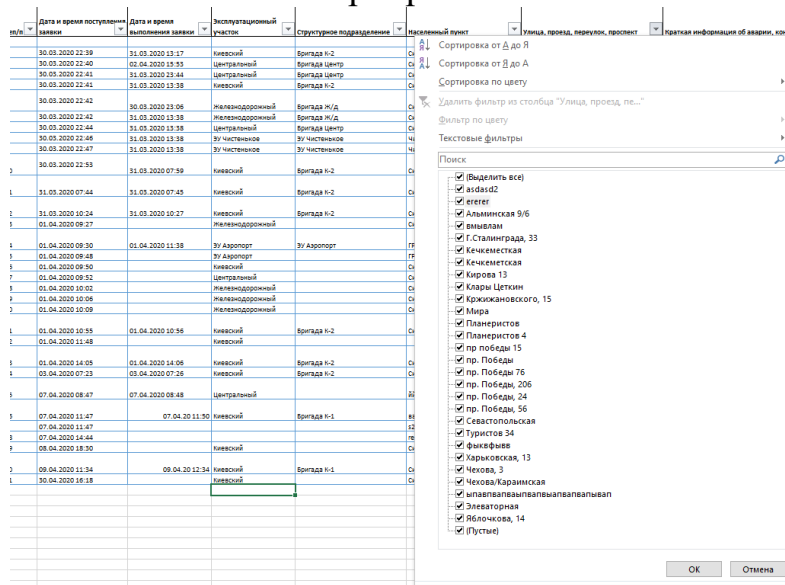 Дата и время поступления Дата и время Эксплуатационный
п/п заявки выполнения заявки участок Структурное подразделение Населенный пункт Улица, проезд, переулок, проспект Краткая информация об аварии, кон
30.03.2020 22:39 31.03.2020 13:17 Киевский Бригада К-2
30.03.2020 22:40 02.04.2020 15:55 Центральный Бригада Центр
30.03.2020 22:41 31.03.2020 23:44 Центральный Бригада Центр
30.03.2020 22:41 31.03.2020 13:38 Киевский Бригада К-2
30.03.2020 22:42 30.03.2020 23:06 Железнодорожный Бригада Ж/д
30.03.2020 22:42 31.03.2020 13:38 Железнодорожный Бригада Ж/д
30.03.2020 22:44 31.03.2020 13:38 Центральный Бригада Центр
30.03.2020 22:46 31.03.2020 13:38 ЭУ Чистенькое ЭУ Чистенькое
30.03.2020 22:47 31.03.2020 13:38 ЭУ Чистенькое ЭУ Чистенькое
30.03.2020 22:53 31.03.2020 07:59 Киевский Бригада К-2
31.03.2020 07:44 31.03.2020 07:45 Киевский Бригада К-2
31.03.2020 10:24 31.03.2020 10:27 Киевский Бригада К-2
01.04.2020 09:27 Железнодорожный
01.04.2020 09:30 01.04.2020 11:38 ЭУ Аэропорт ЭУ Аэропорт
01.04.2020 09:48 ЭУ Аэропорт
01.04.2020 09:50 Киевский
01.04.2020 09:52 Центральный
01.04.2020 10:02 Железнодорожный
01.04.2020 10:06 Железнодорожный
01.04.2020 10:09 Железнодорожный
01.04.2020 10:55 01.04.2020 10:56 Киевский Бригада К-2
01.04.2020 11:48 Киевский
01.04.2020 14:05 01.04.2020 14:06 Киевский Бригада К-2
03.04.2020 07:23 03.04.2020 07:26 Киевский Бригада К-2
07.04.2020 08:47 07.04.2020 08:48 Центральный
07.04.2020 11:47 07.04.20 11:50 Киевский Бригада К-1
07.04.2020 11:47
07.04.2020 14:44
08.04.2020 18:30 Киевский
09.04.2020 11:34 09.04.20 12:34 Киевский Бригада К-1
30.04.2020 16:18 Киевский
Сортировка от А до Я
Сортировка от Я до А
Сортировка по цвету
Удалить фильтр из столбца "Улица, проезд, пе..."
Фильтр по цвету
Текстовые фильтры
Поиск
(Выделить все)
asdasd2
ererer
Альминская 9/6
вмывлам
Г.Сталинграда, 33
Кечкеместкая
Кечкеметская
Кирова 13
Клары Цеткин
Кржижановского, 15
Мира
Планеристов
Планеристов 4
пр победы 15
пр. Победы
пр. Победы 76
пр. Победы, 206
пр. Победы, 24
пр. Победы, 56
Севастопольская
Туристов 34
фыквфывв
Харьковская, 13
Чехова, 3
Чехова/Караимская
ыпавпвапваыпвапвыапвапвапывап
Элеваторная
Яблочкова, 14
(Пустые)
ОК Отмена